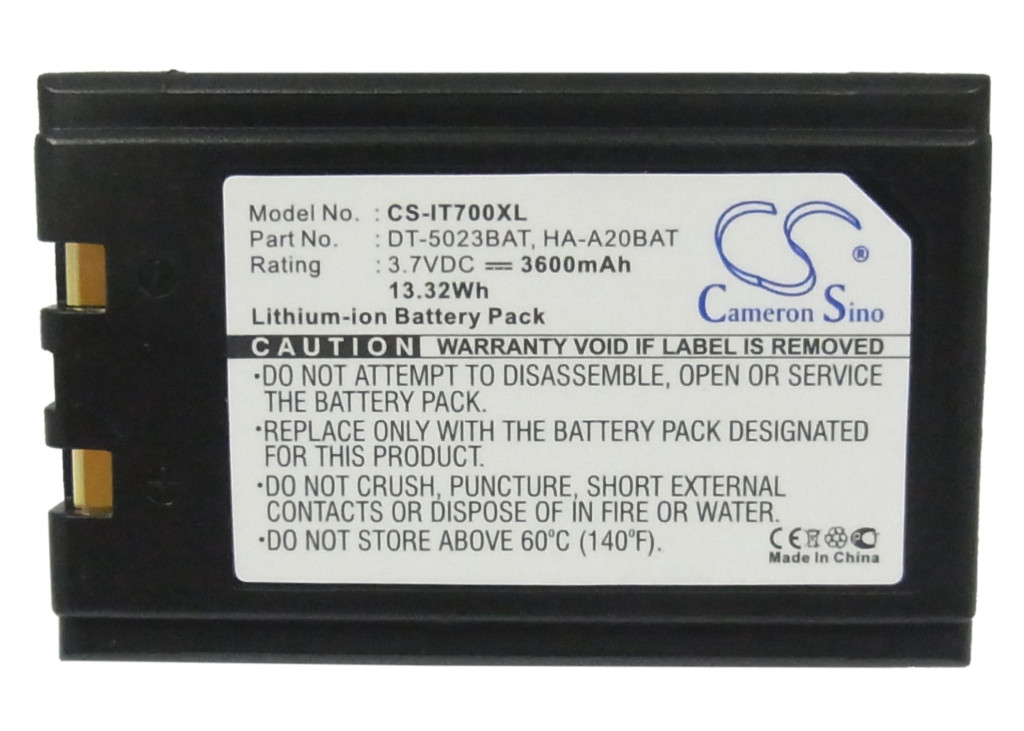 Model No. : CS-IT700XL
Part No. : DT-5023BAT, HA-A20BAT
Rating : 3.7VDC ⎓ 3600mAh
13.32Wh
Lithium-ion Battery Pack
CS ®
Cameron Sino
CAUTION WARRANTY VOID IF LABEL IS REMOVED
·DO NOT ATTEMPT TO DISASSEMBLE, OPEN OR SERVICE
THE BATTERY PACK.
·REPLACE ONLY WITH THE BATTERY PACK DESIGNATED
FOR THIS PRODUCT.
·DO NOT CRUSH, PUNCTURE, SHORT EXTERNAL
CONTACTS OR DISPOSE OF IN FIRE OR WATER.
·DO NOT STORE ABOVE 60°C (140°F).
CE
Made In China